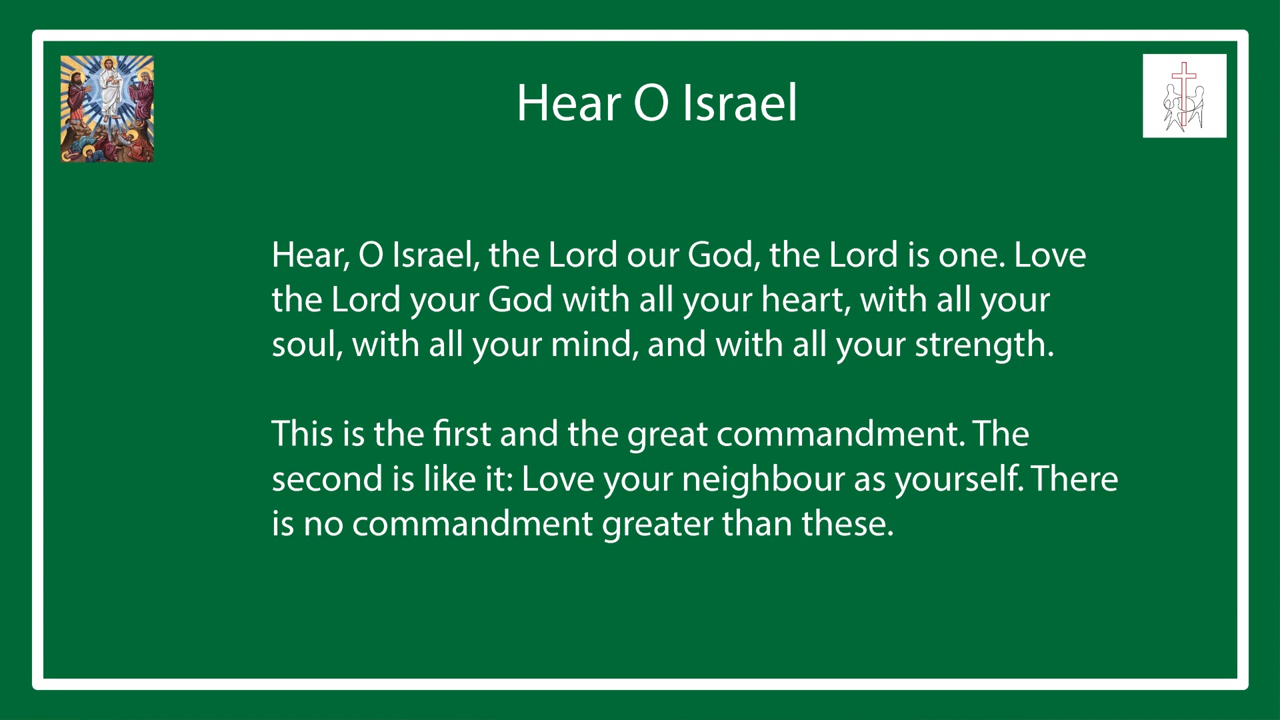 Hear O Israel
Hear, O Israel, the Lord our God, the Lord is one. Love
the Lord your God with all your heart, with all your
soul, with all your mind, and with all your strength.
This is the first and the great commandment. The
second is like it: Love your neighbour as yourself. There
is no commandment greater than these.